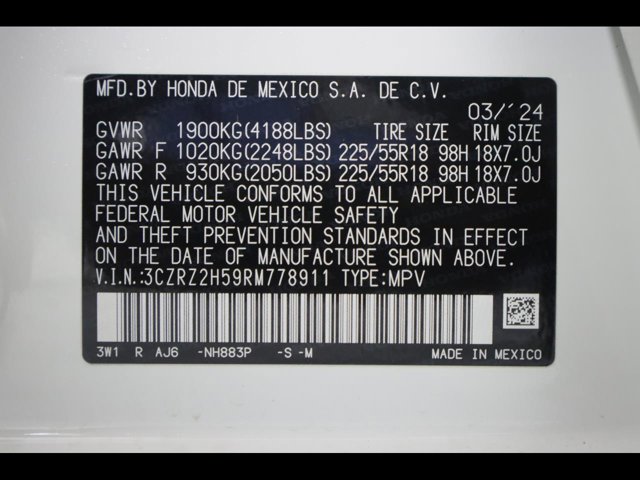 MFD.BY HONDA DE MEXICO S.A. DE C.V.
03/'24
GVWR 1900KG(4188LBS) TIRE SIZE RIM SIZE
GAWR F 1020KG(2248LBS) 225/55R18 98H 18X7.0J
GAWR R 930KG(2050LBS) 225/55R18 98H 18X7.0J
THIS VEHICLE CONFORMS TO ALL APPLICABLE
FEDERAL MOTOR VEHICLE SAFETY
AND THEFT PREVENTION STANDARDS IN EFFECT
ON THE DATE OF MANUFACTURE SHOWN ABOVE.
V.I.N.:3CZRZ2H59RM778911 TYPE:MPV
3W1 R AJ6 -NH883P -S -M MADE IN MEXICO